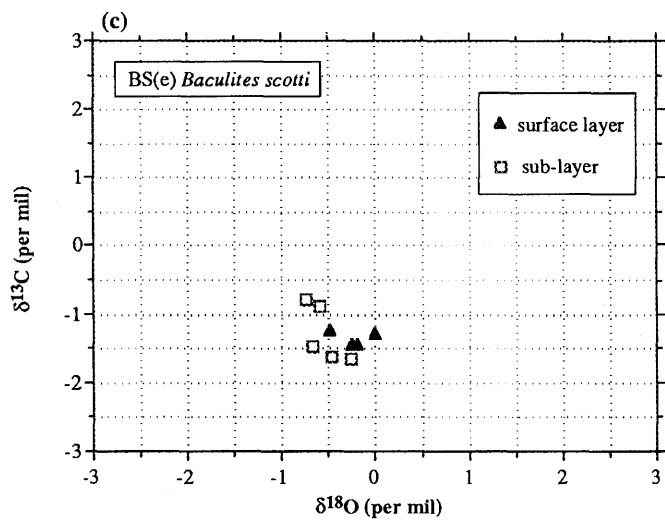 (c)
BS(e) Baculites scotti
surface layer
sub-layer
3
2
1
0
-1
-2
-3
δ13C (per mil)
-3
-2
-1
0
1
2
3
δ18O (per mil)